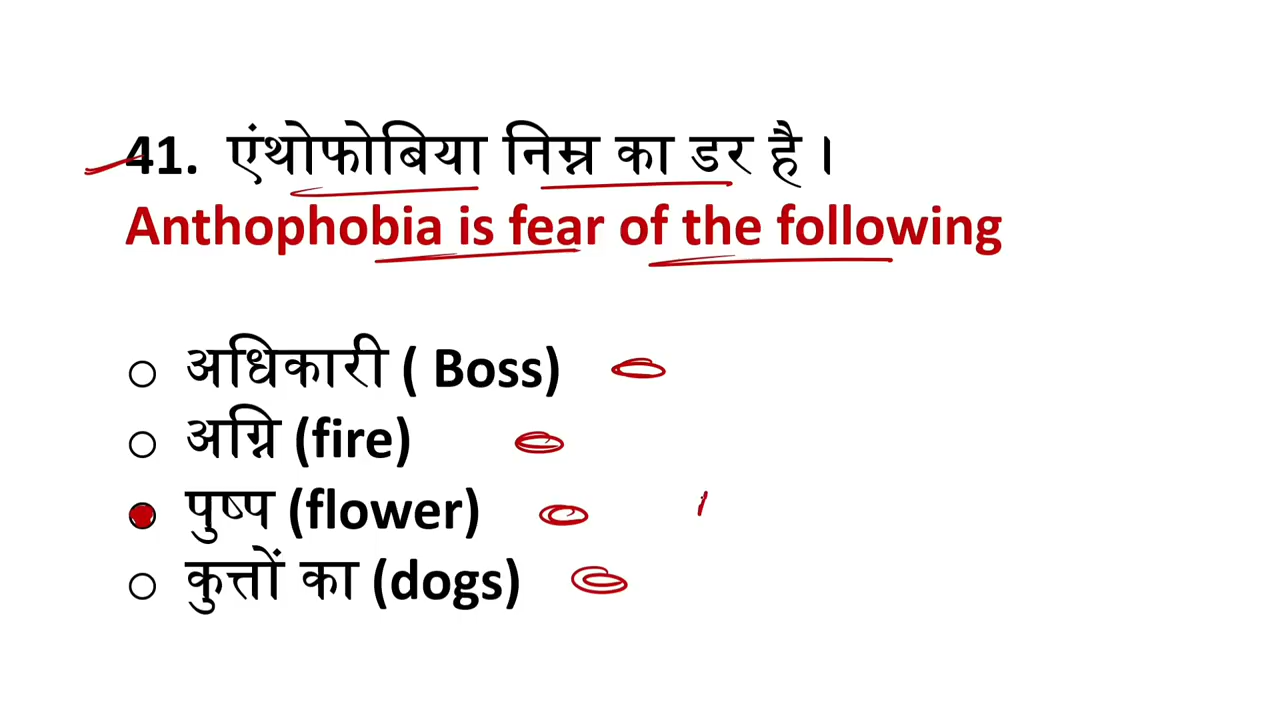 41. एंथोफोबिया निम्न का डर है ।
Anthophobia is fear of the following
अधिकारी ( Boss)
अग्नि (fire)
पुष्प (flower)
कुत्तों का (dogs)